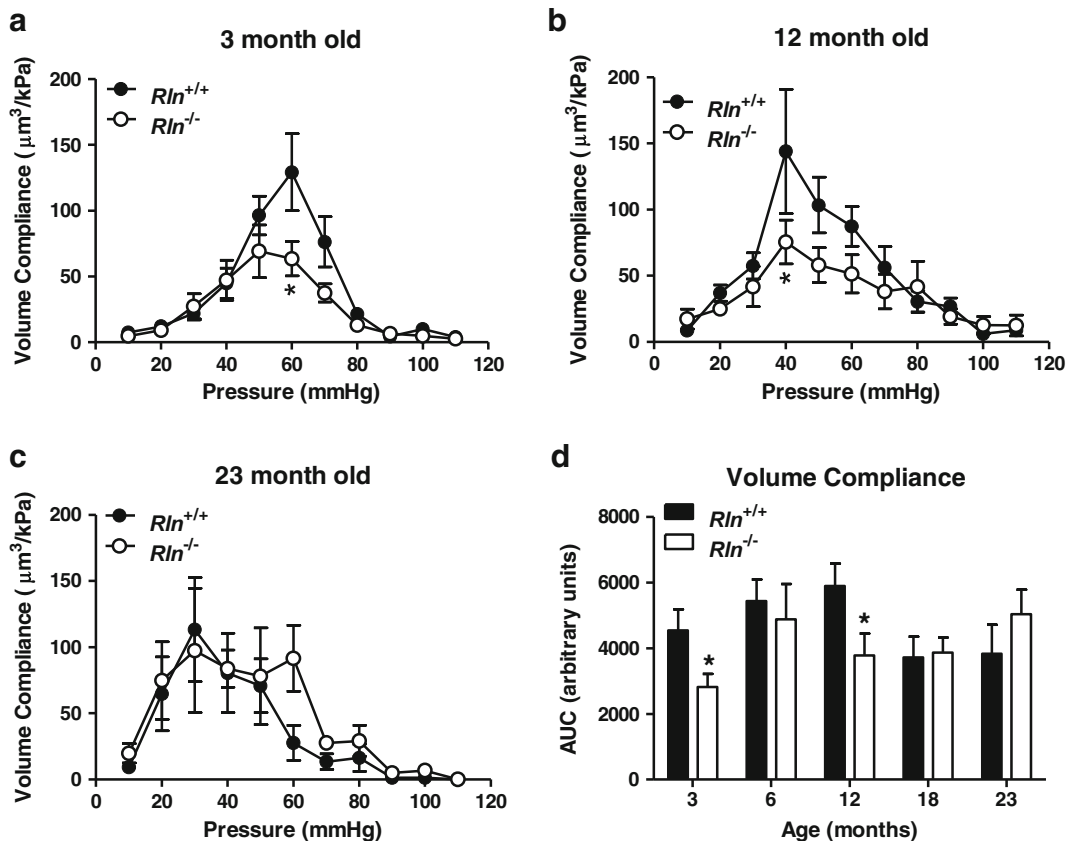 a
3 month old
Volume Compliance ( μm³/kPa)
200
150
100
50
0
Rln+/+
Rln-/-
*
0 20 40 60 80 100 120
Pressure (mmHg)
b
12 month old
Volume Compliance ( μm³/kPa)
200
150
100
50
0
Rln+/+
Rln-/-
*
0 20 40 60 80 100 120
Pressure (mmHg)
c
23 month old
Volume Compliance ( μm³/kPa)
200
150
100
50
0
Rln+/+
Rln-/-
0 20 40 60 80 100 120
Pressure (mmHg)
d
Volume Compliance
AUC (arbitrary units)
8000
6000
4000
2000
0
Rln+/+
Rln-/-
*
*
3 6 12 18 23
Age (months)